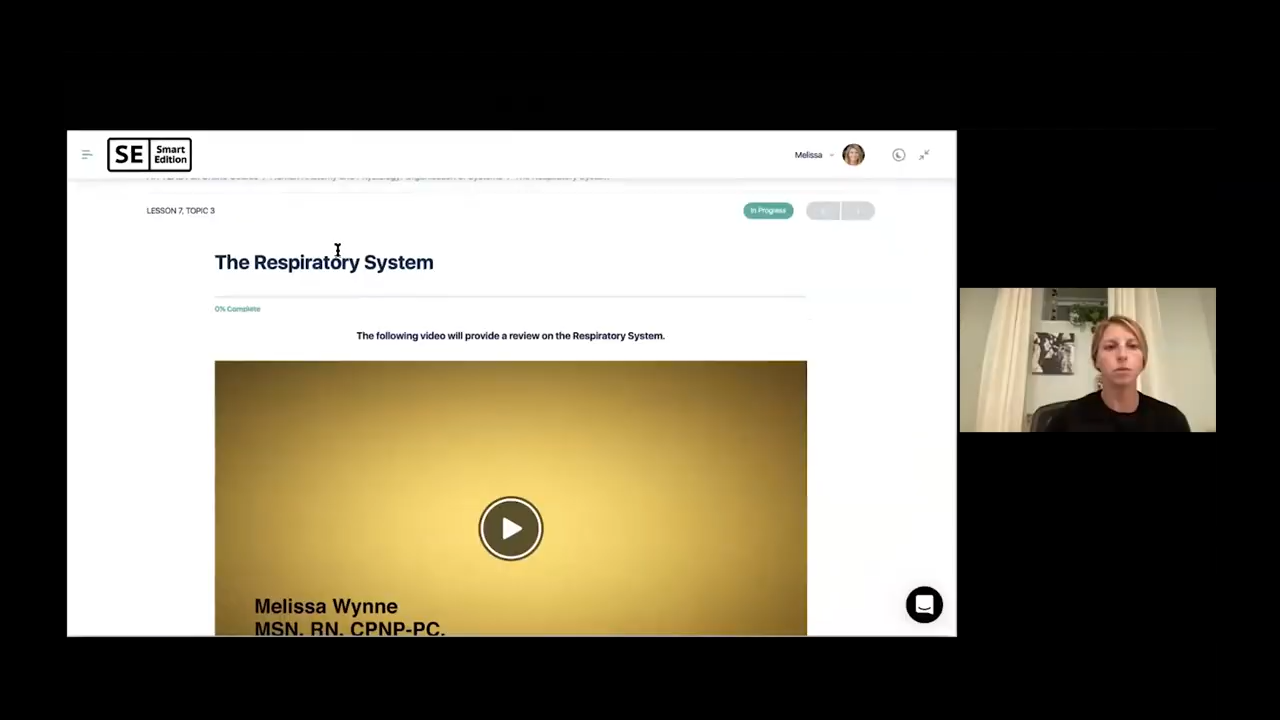 SE Smart
Edition
Melissa
LESSON 7, TOPIC 3
In Progress
The Respiratory System
0% Complete
The following video will provide a review on the Respiratory System.
Melissa Wynne
MSN, RN, CPNP-PC,